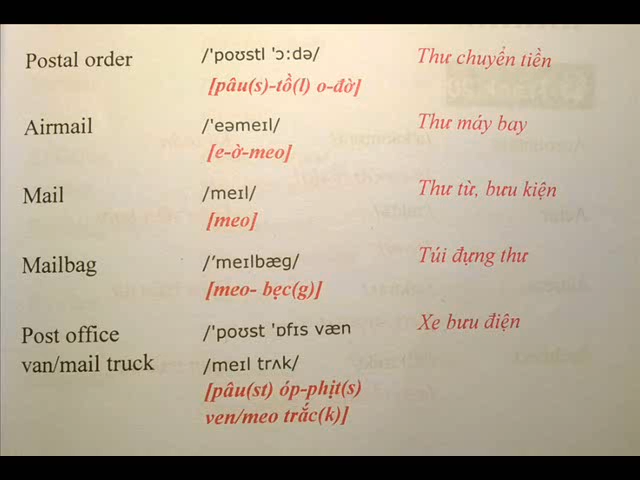 Postal order /'poʊstl 'ɔːdə/ Thư chuyển tiền
[pâu(s)-tồ(l) o-đờ]
Airmail /'eəmeɪl/ Thư máy bay
[e-ờ-meo]
Mail /meɪl/ Thư từ, bưu kiện
[meo]
Mailbag /'meɪlbæg/ Túi đựng thư
[meo- bẹc(g)]
Post office /'poʊst 'ɒfɪs væn Xe bưu điện
van/mail truck /meɪl trʌk/
[pâu(st) óp-phịt(s)
ven/meo trắc(k)]